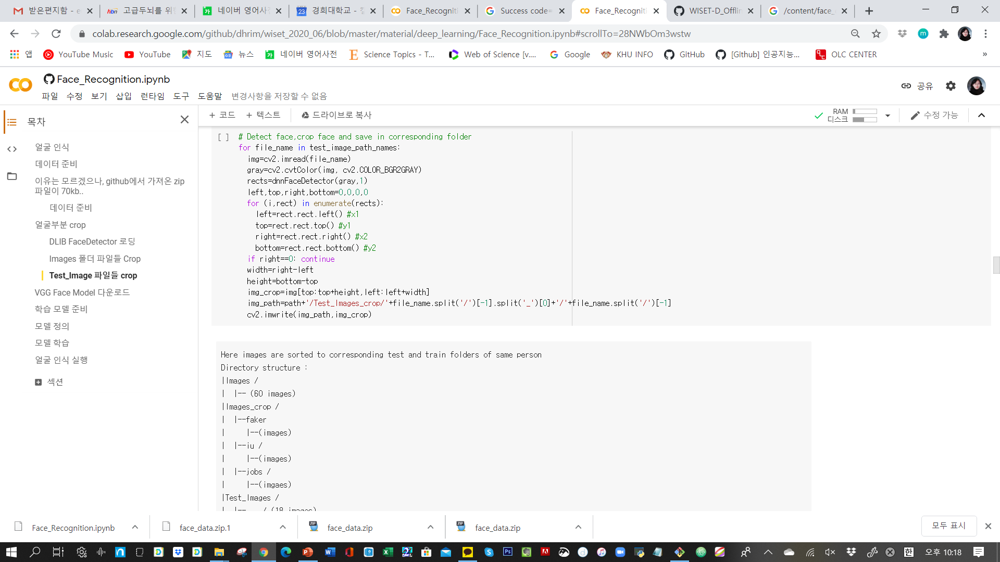 받은편지함 -
고급두뇌를 위한
네이버 영어사전
23
경희대학교 -
Face_Recogniti
Success code=
Face_Recogniti
WISET-D_Offlin
/content/face_
colab.research.google.com/github/dhrim/wiset_2020_06/blob/master/material/deep_learning/Face_Recognition.ipynb#scrollTo=28NWbOm3wstw
앱
YouTube Music
YouTube
지도
뉴스
네이버 영어사전
Science Topics - T...
Web of Science [v....
Google
KHU INFO
GitHub
[Github] 인공지능...
OLC CENTER
»
Face_Recognition.ipynb
파일 수정 보기 삽입 런타임 도구 도움말 변경사항을 저장할 수 없음
공유
목차
+ 코드 + 텍스트
드라이브로 복사
RAM
디스크
수정 가능
얼굴 인식
데이터 준비
이유는 모르겠으나, github에서 가져온 zip
파일이 70kb..
데이터 준비
얼굴부분 crop
DLIB FaceDetector 로딩
Images 폴더 파일들 Crop
Test_Image 파일들 crop
VGG Face Model 다운로드
학습 모델 준비
모델 정의
모델 학습
얼굴 인식 실행
섹션
[ ] # Detect face,crop face and save in corresponding folder
for file_name in test_image_path_names:
img=cv2.imread(file_name)
gray=cv2.cvtColor(img, cv2.COLOR_BGR2GRAY)
rects=dnnFaceDetector(gray,1)
left,top,right,bottom=0,0,0,0
for (i,rect) in enumerate(rects):
left=rect.rect.left() #x1
top=rect.rect.top() #y1
right=rect.rect.right() #x2
bottom=rect.rect.bottom() #y2
if right==0: continue
width=right-left
height=bottom-top
img_crop=img[top:top+height,left:left+width]
img_path=path+'/Test_Images_crop/'+file_name.split('/')[-1].split('_')[0]+'/'+file_name.split('/')[-1]
cv2.imwrite(img_path,img_crop)
Here images are sorted to corresponding test and train folders of same person
Directory structure :
|Images /
| |-- (60 images)
|Images_crop /
| |--faker
| |--(images)
| |--iu /
| |--(images)
| |--jobs /
| |--(imgaes)
|Test_Images /
| |-- / (18 images)
Face_Recognition.ipynb
face_data.zip.1
face_data.zip
face_data.zip
모두 표시
한
오후 10:18